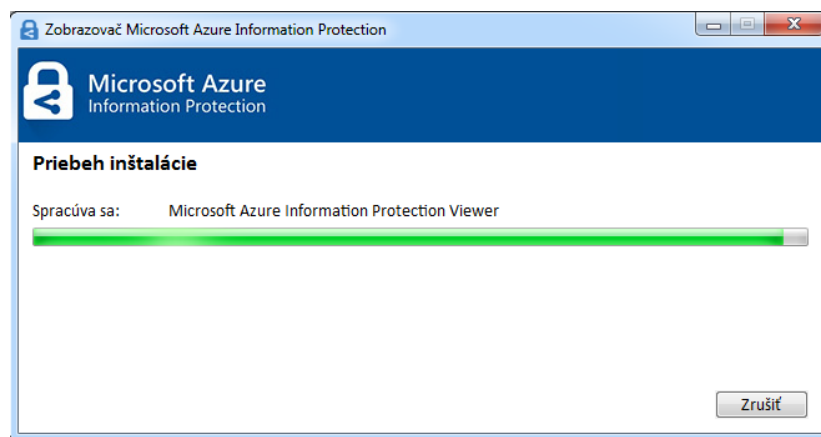 Zobrazovač Microsoft Azure Information Protection
Microsoft Azure
Information Protection
Priebeh inštalácie
Spracúva sa: Microsoft Azure Information Protection Viewer
Zrušiť